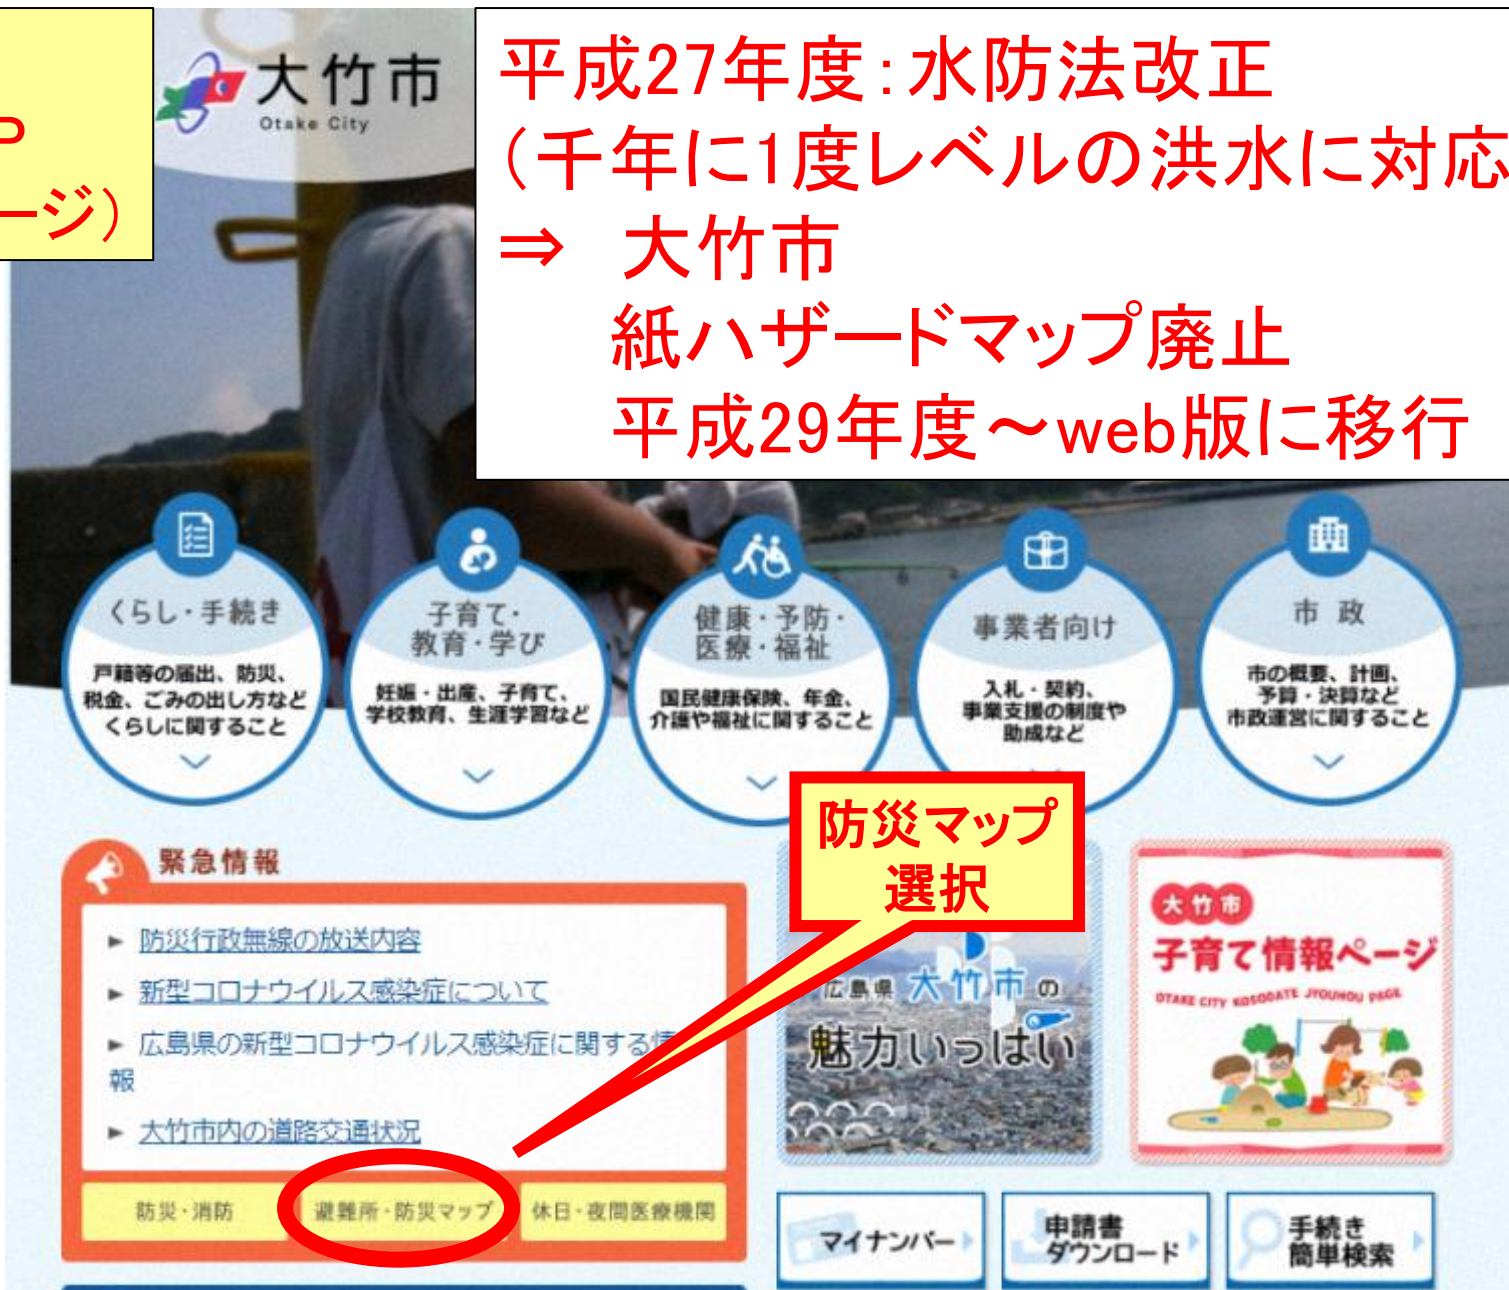 P
ージ）
大竹市
Otake City
平成27年度：水防法改正
（千年に1度レベルの洪水に対応
⇒　大竹市
紙ハザードマップ廃止
平成29年度～web版に移行
くらし・手続き
戸籍等の届出、防災、
税金、ごみの出し方など
くらしに関すること
子育て・
教育・学び
妊娠・出産、子育て、
学校教育、生涯学習など
健康・予防・
医療・福祉
国民健康保険、年金、
介護や福祉に関すること
事業者向け
入札・契約、
事業支援の制度や
助成など
市 政
市の概要、計画、
予算・決算など
市政運営に関すること
防災マップ
選択
緊急情報
► 防災行政無線の放送内容
► 新型コロナウイルス感染症について
► 広島県の新型コロナウイルス感染症に関する情
報
► 大竹市内の道路交通状況
防災・消防
避難所・防災マップ
休日・夜間医療機関
広島県 大竹市の
魅力いっぱい
大竹市
子育て情報ページ
OTAKE CITY KOSODATE JYOUHOU PAGE
マイナンバー
申請書
ダウンロード
手続き
簡単検索